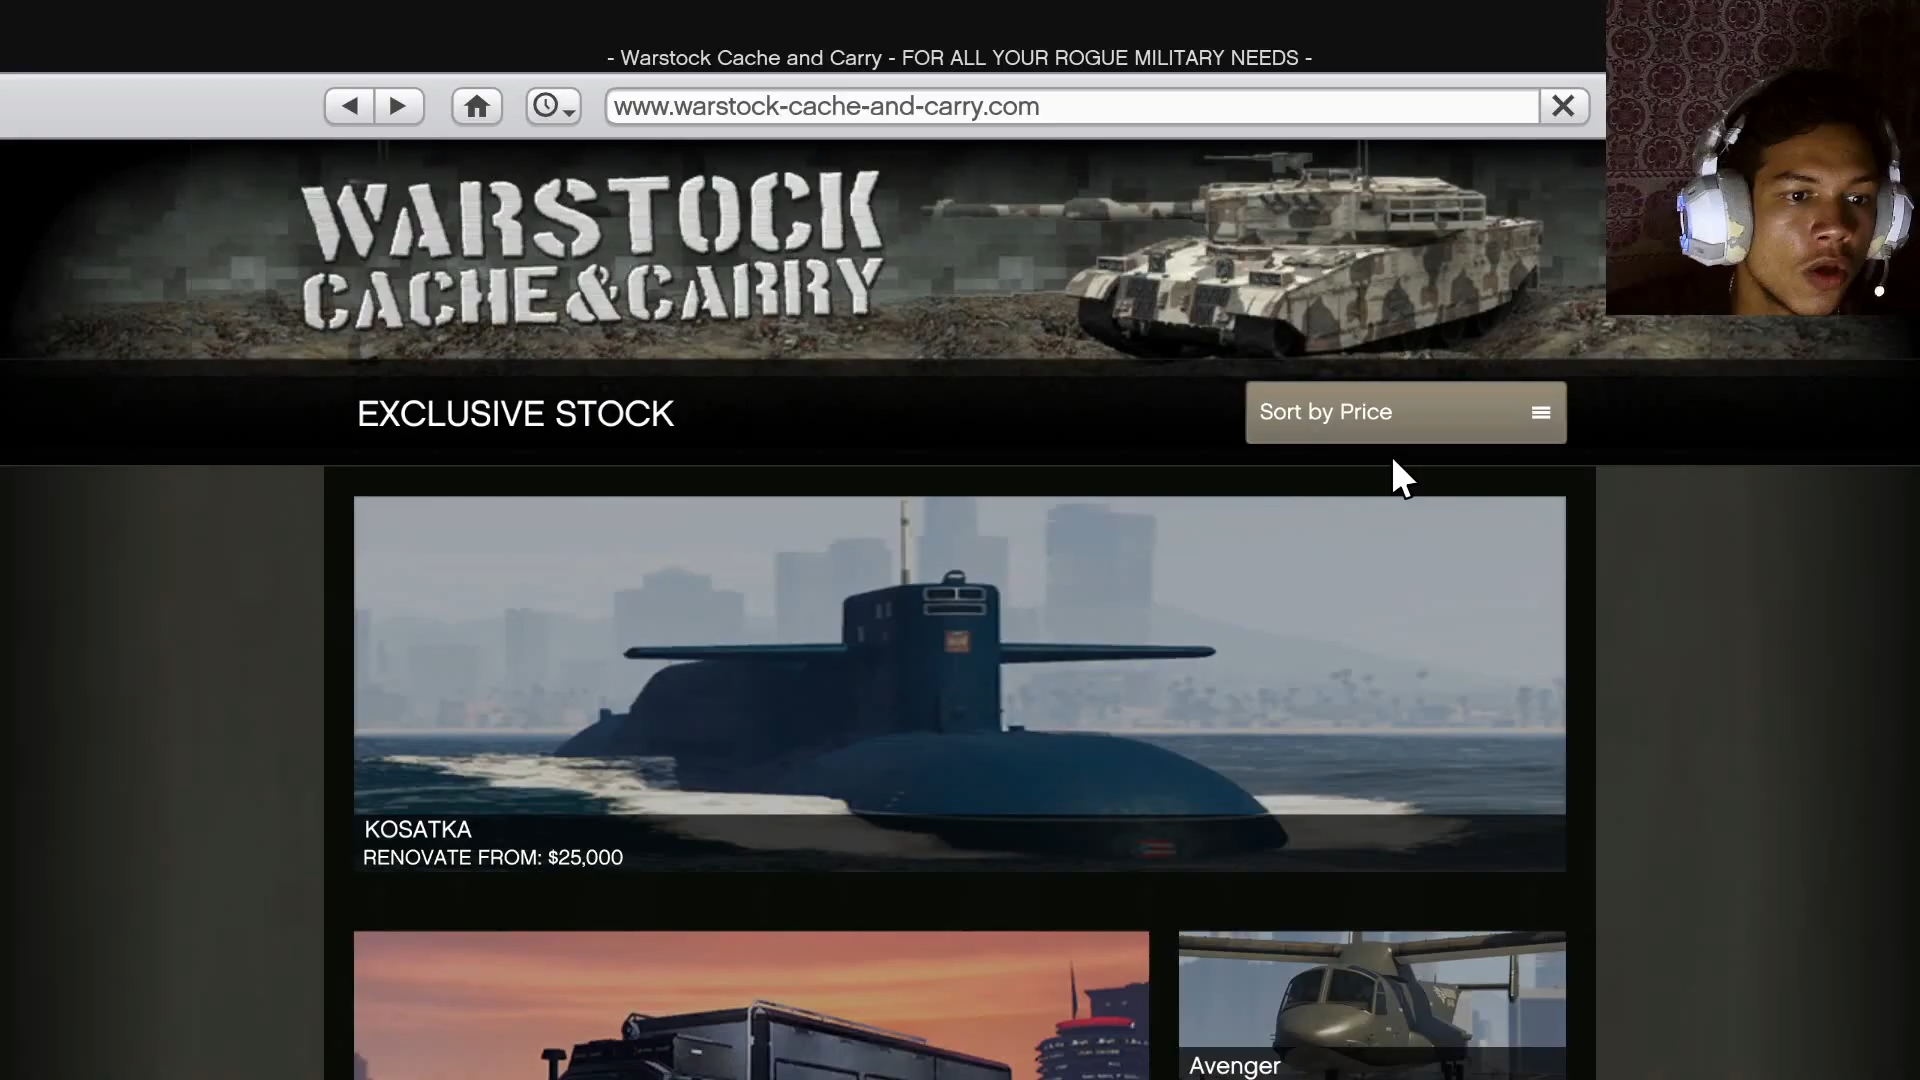 - Warstock Cache and Carry - FOR ALL YOUR ROGUE MILITARY NEEDS -
www.warstock-cache-and-carry.com
WARSTOCK
CACHE & CARRY
EXCLUSIVE STOCK
Sort by Price
KOSATKA
RENOVATE FROM: $25,000
Avenger